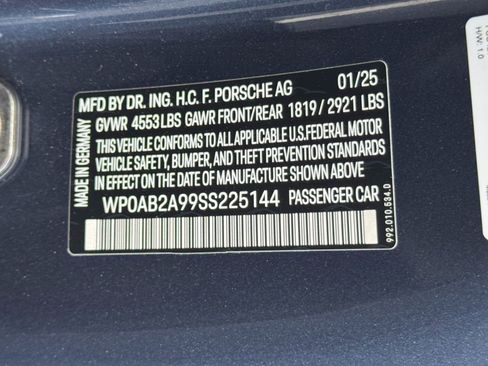 MFD BY DR. ING. H.C. F. PORSCHE AG 01/25
GVWR 4553 LBS GAWR FRONT/REAR 1819 / 2921 LBS
THIS VEHICLE CONFORMS TO ALL APPLICABLE U.S.FEDERAL MOTOR
VEHICLE SAFETY, BUMPER, AND THEFT PREVENTION STANDARDS
IN EFFECT ON THE DATE OF MANUFACTURE SHOWN ABOVE.
WP0AB2A99SS225144 PASSENGER CAR
MADE IN GERMANY
992.010.534.D
H/W: 1.0